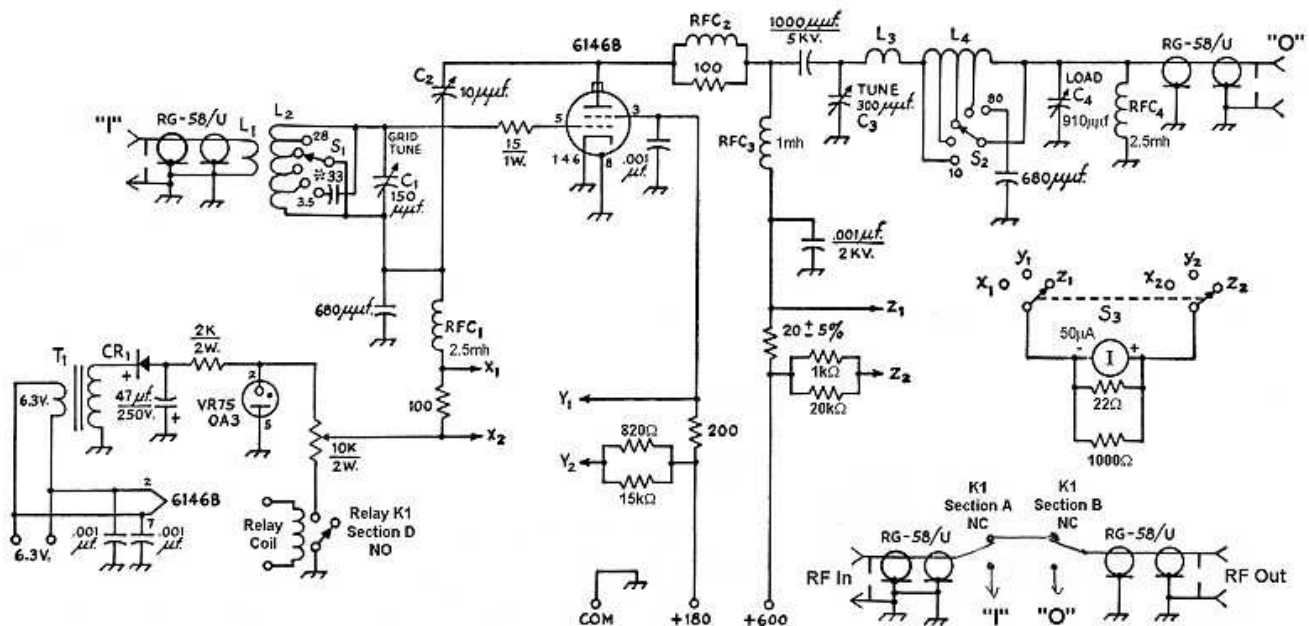 6146B
RFC2
100
1000µµf.
5 KV.
L3
L4
RG-58/U
"O"
C2
10µµf.
L2
"I"
RG-58/U
L1
28
S1
33
3.5
GRID
TUNE
C1
150
µµf.
15
1W.
5
3
146
8
.001
µf.
RFC3
1mh
TUNE
300µµf.
C3
80
S2
10
LOAD
C4
910µµf
RFC4
2.5mh
680µµf.
.001µf.
2KV.
680µµf.
RFC1
2.5mh
X1
100
X2
Z1
20 ± 5%
1kΩ
20kΩ
Z2
X1
Y1
Z1
X2
Y2
Z2
S3
50µA
-
I
+
22Ω
1000Ω
T1
6.3V.
CR1
+
47µf.
250V.
+
2K
2W.
2
VR75
OA3
5
10K
2W.
Y1
200
820Ω
Y2
15kΩ
2
6146B
7
.001
µf.
.001
µf.
6.3V.
Relay
Coil
Relay K1
Section D
NO
COM
+180
+600
K1
Section A
NC
K1
Section B
NC
RG-58/U
RG-58/U
RF In
"I"
"O"
RF Out